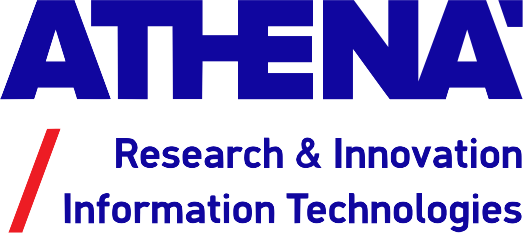 ATHENA
Research & Innovation
Information Technologies